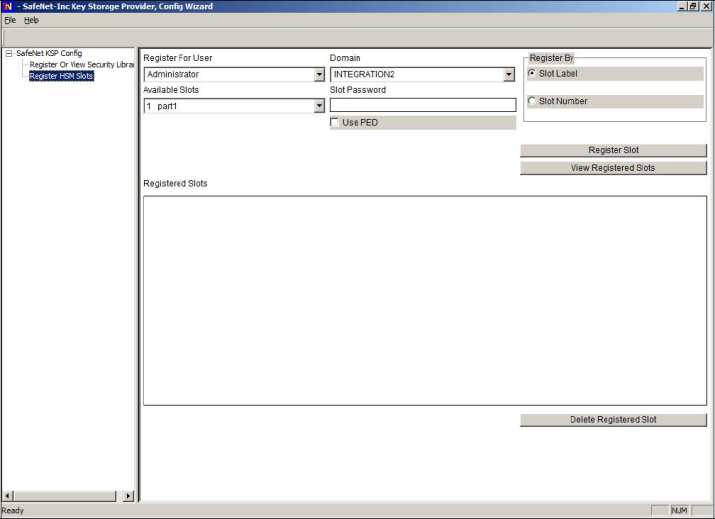 - SafeNet-Inc Key Storage Provider, Config Wizard
File Help
SafeNet KSP Config
Register Or View Security Librar
Register HSM Slots
Register For User
Domain
Register By
Administrator
INTEGRATION2
Slot Label
Available Slots
Slot Password
1 part1
Slot Number
Use PED
Register Slot
View Registered Slots
Registered Slots
Delete Registered Slot
Ready
NUM